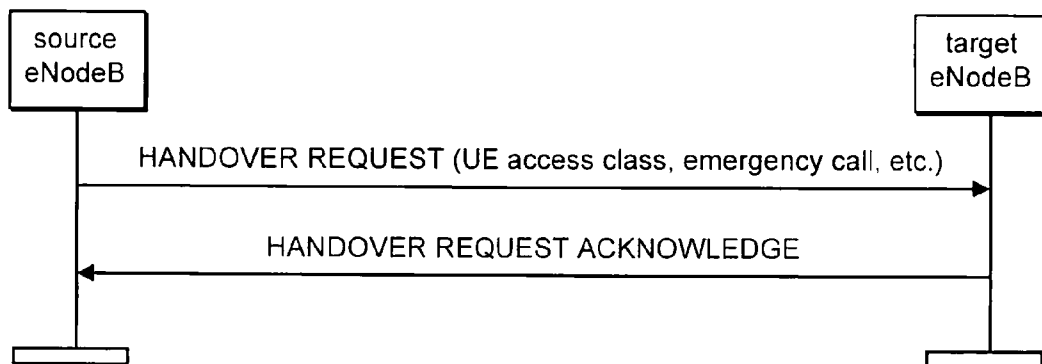 source
eNodeB
target
eNodeB
HANDOVER REQUEST (UE access class, emergency call, etc.)
HANDOVER REQUEST ACKNOWLEDGE